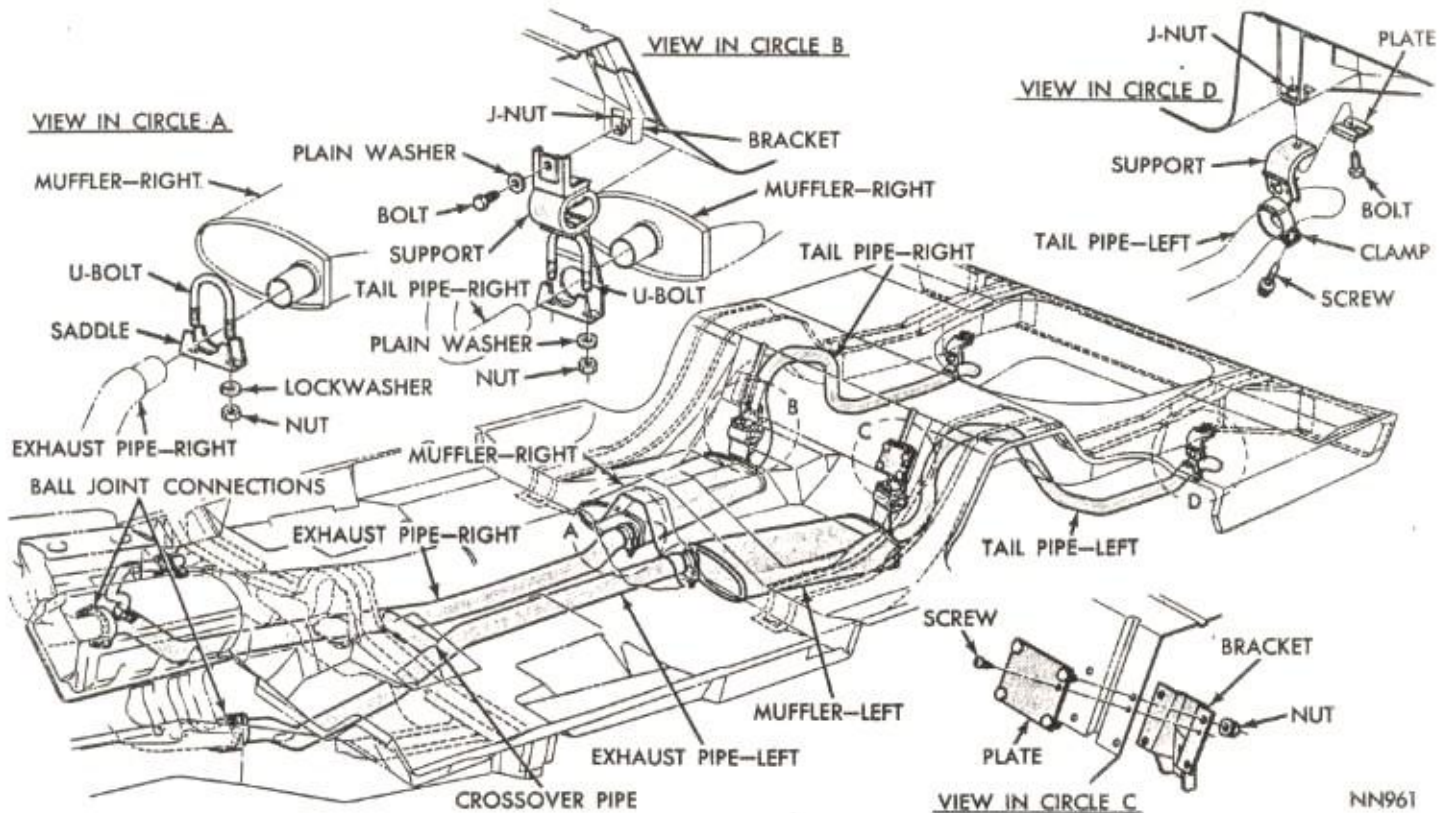 VIEW IN CIRCLE A
MUFFLER—RIGHT
U-BOLT
SADDLE
LOCKWASHER
NUT
EXHAUST PIPE—RIGHT
VIEW IN CIRCLE B
J-NUT
BRACKET
PLAIN WASHER
MUFFLER—RIGHT
BOLT
SUPPORT
TAIL PIPE—RIGHT
U-BOLT
PLAIN WASHER
NUT
J-NUT
PLATE
VIEW IN CIRCLE D
SUPPORT
BOLT
TAIL PIPE—LEFT
CLAMP
SCREW
TAIL PIPE—RIGHT
B
C
MUFFLER—RIGHT
BALL JOINT CONNECTIONS
EXHAUST PIPE—RIGHT
A
D
TAIL PIPE—LEFT
MUFFLER—LEFT
EXHAUST PIPE—LEFT
CROSSOVER PIPE
SCREW
BRACKET
NUT
PLATE
VIEW IN CIRCLE C
NN961